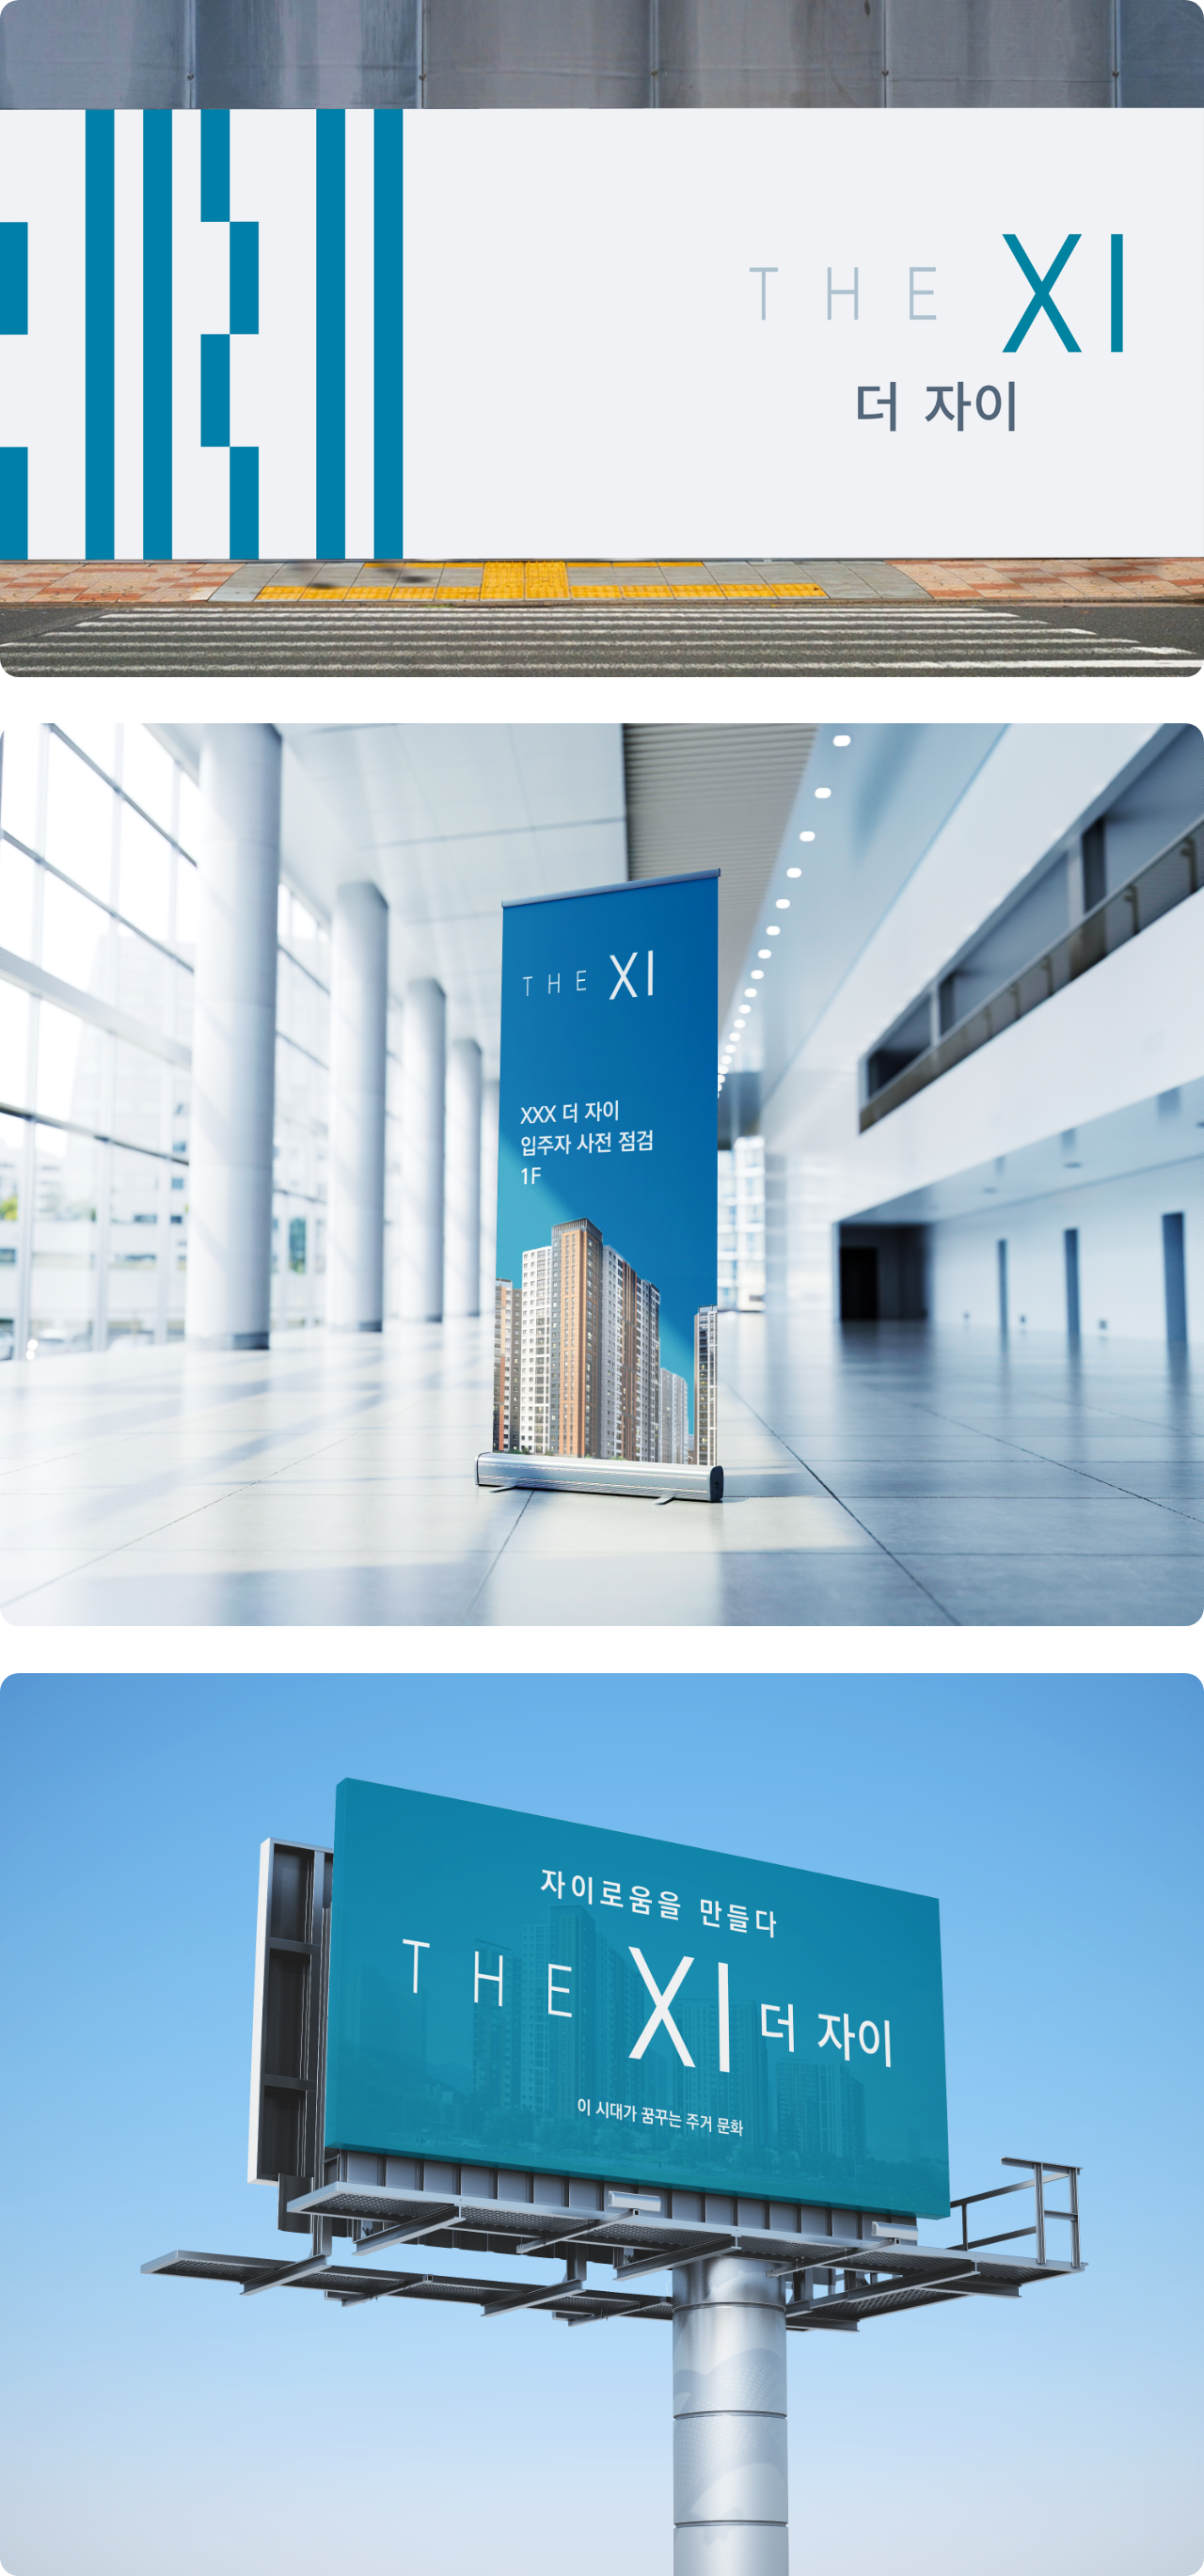 THE XI
더 자이
THE XI
XXX 더 자이
입주자 사전 점검
1F
자이로움을 만들다
THE XI 더 자이
이 시대가 꿈꾸는 주거 문화